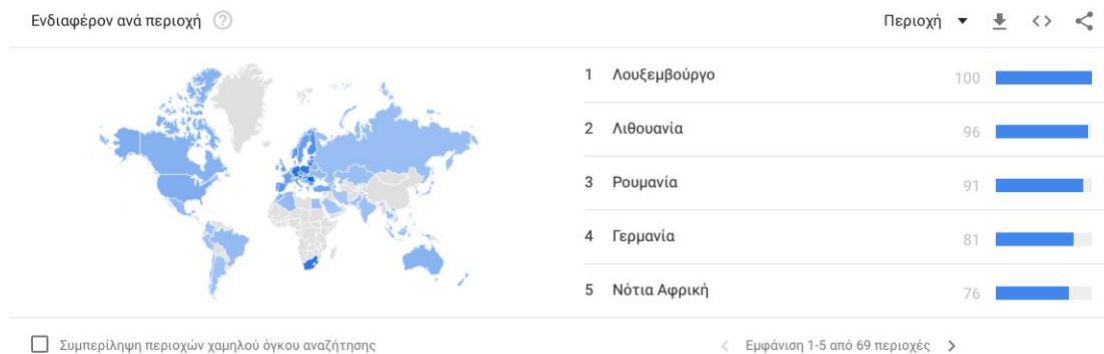 Ενδιαφέρον ανά περιοχή
Περιοχή
1 Λουξεμβούργο 100
2 Λιθουανία 96
3 Ρουμανία 91
4 Γερμανία 81
5 Νότια Αφρική 76
Συμπερίληψη περιοχών χαμηλού όγκου αναζήτησης
Εμφάνιση 1-5 από 69 περιοχές